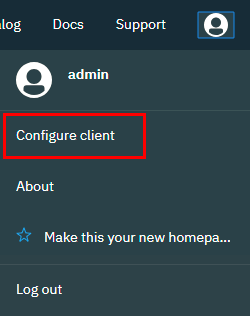 alog Docs Support
admin
Configure client
About
Make this your new homepa...
Log out